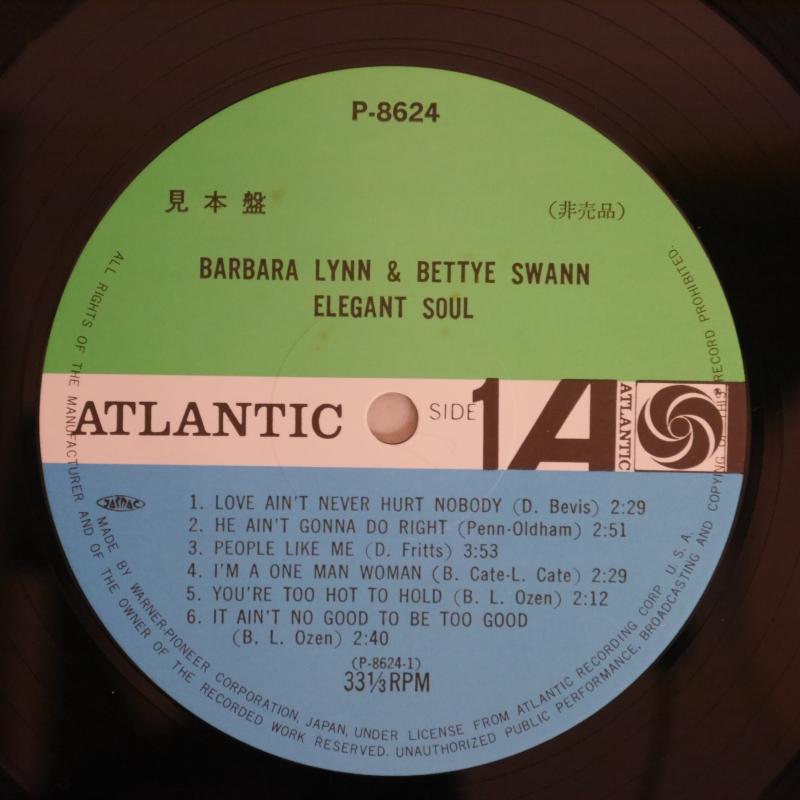 P-8624
見本盤
(非売品)
BARBARA LYNN & BETTYE SWANN
ELEGANT SOUL
ATLANTIC
SIDE 1
ATLANTIC
JASRAC
1. LOVE AIN'T NEVER HURT NOBODY (D. Bevis) 2:29
2. HE AIN'T GONNA DO RIGHT (Penn-Oldham) 2:51
3. PEOPLE LIKE ME (D. Fritts) 3:53
4. I'M A ONE MAN WOMAN (B. Cate-L. Cate) 2:29
5. YOU'RE TOO HOT TO HOLD (B. L. Ozen) 2:12
6. IT AIN'T NO GOOD TO BE TOO GOOD
(B. L. Ozen) 2:40
(P-8624-1)
33⅓RPM
MADE BY WARNER-PIONEER CORPORATION, JAPAN, UNDER LICENSE FROM ATLANTIC RECORDING CORP. U.S.A.
ALL RIGHTS OF THE MANUFACTURER AND OF THE OWNER OF THE RECORDED WORK RESERVED. UNAUTHORIZED PUBLIC PERFORMANCE, BROADCASTING AND COPYING OF THIS RECORD PROHIBITED.